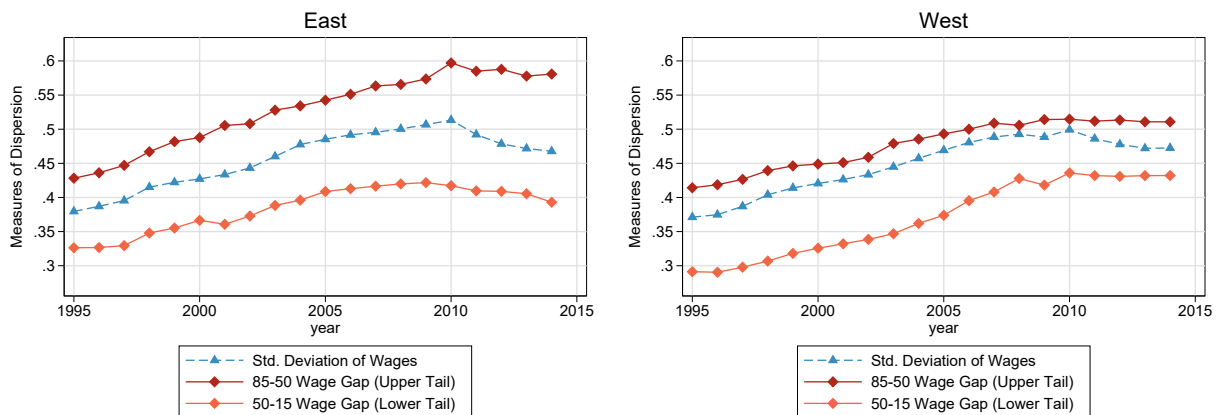 East
Measures of Dispersion
.6
.55
.5
.45
.4
.35
.3
1995 2000 2005 2010 2015
year
Std. Deviation of Wages
85-50 Wage Gap (Upper Tail)
50-15 Wage Gap (Lower Tail)
West
Measures of Dispersion
.6
.55
.5
.45
.4
.35
.3
1995 2000 2005 2010 2015
year
Std. Deviation of Wages
85-50 Wage Gap (Upper Tail)
50-15 Wage Gap (Lower Tail)